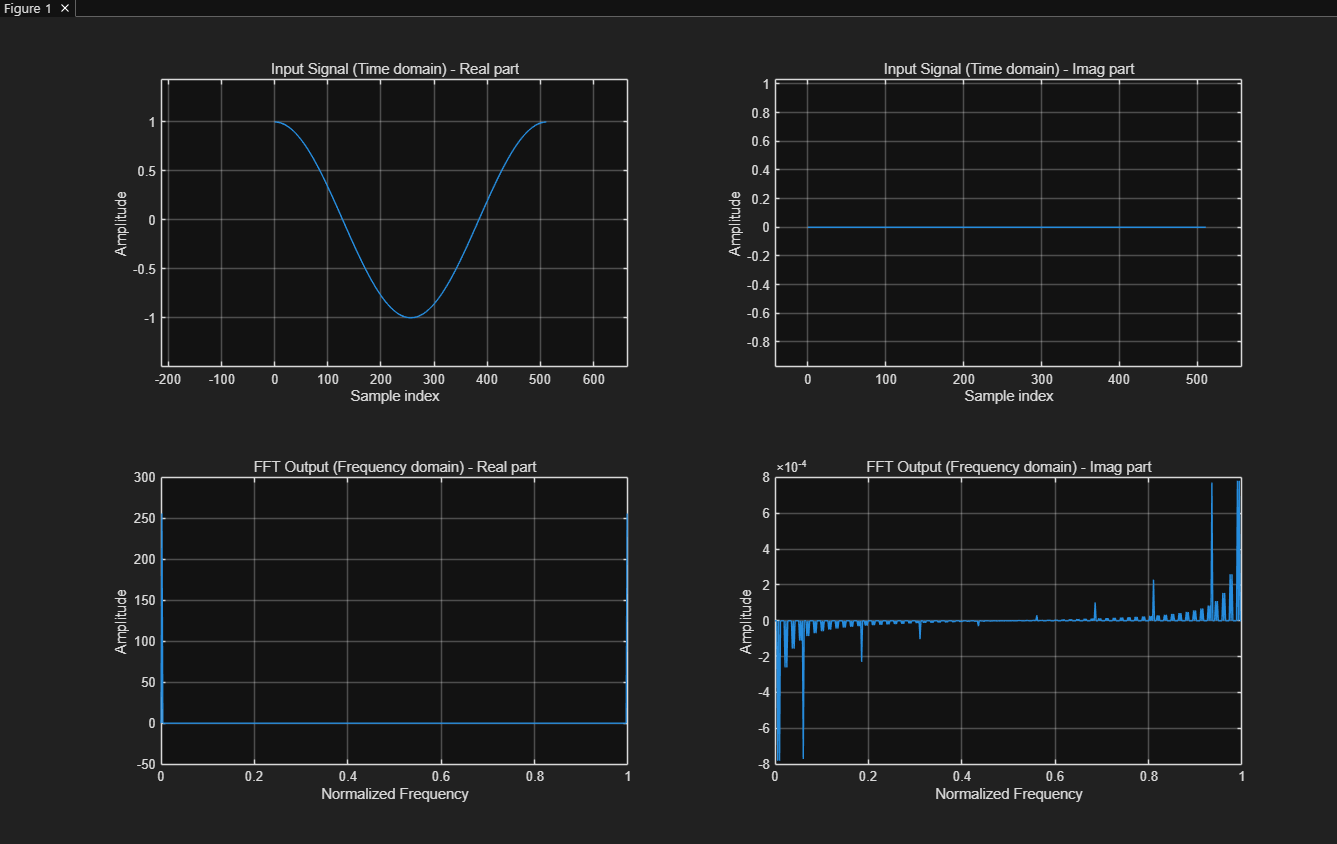 Figure 1 ×
Input Signal (Time domain) - Real part
1
0.5
0
-0.5
-1
Amplitude
-200 -100 0 100 200 300 400 500 600
Sample index
Input Signal (Time domain) - Imag part
1
0.8
0.6
0.4
0.2
0
-0.2
-0.4
-0.6
-0.8
Amplitude
0 100 200 300 400 500
Sample index
FFT Output (Frequency domain) - Real part
300
250
200
150
100
50
0
-50
Amplitude
0 0.2 0.4 0.6 0.8 1
Normalized Frequency
FFT Output (Frequency domain) - Imag part
×10-4
8
6
4
2
0
-2
-4
-6
-8
Amplitude
0 0.2 0.4 0.6 0.8 1
Normalized Frequency